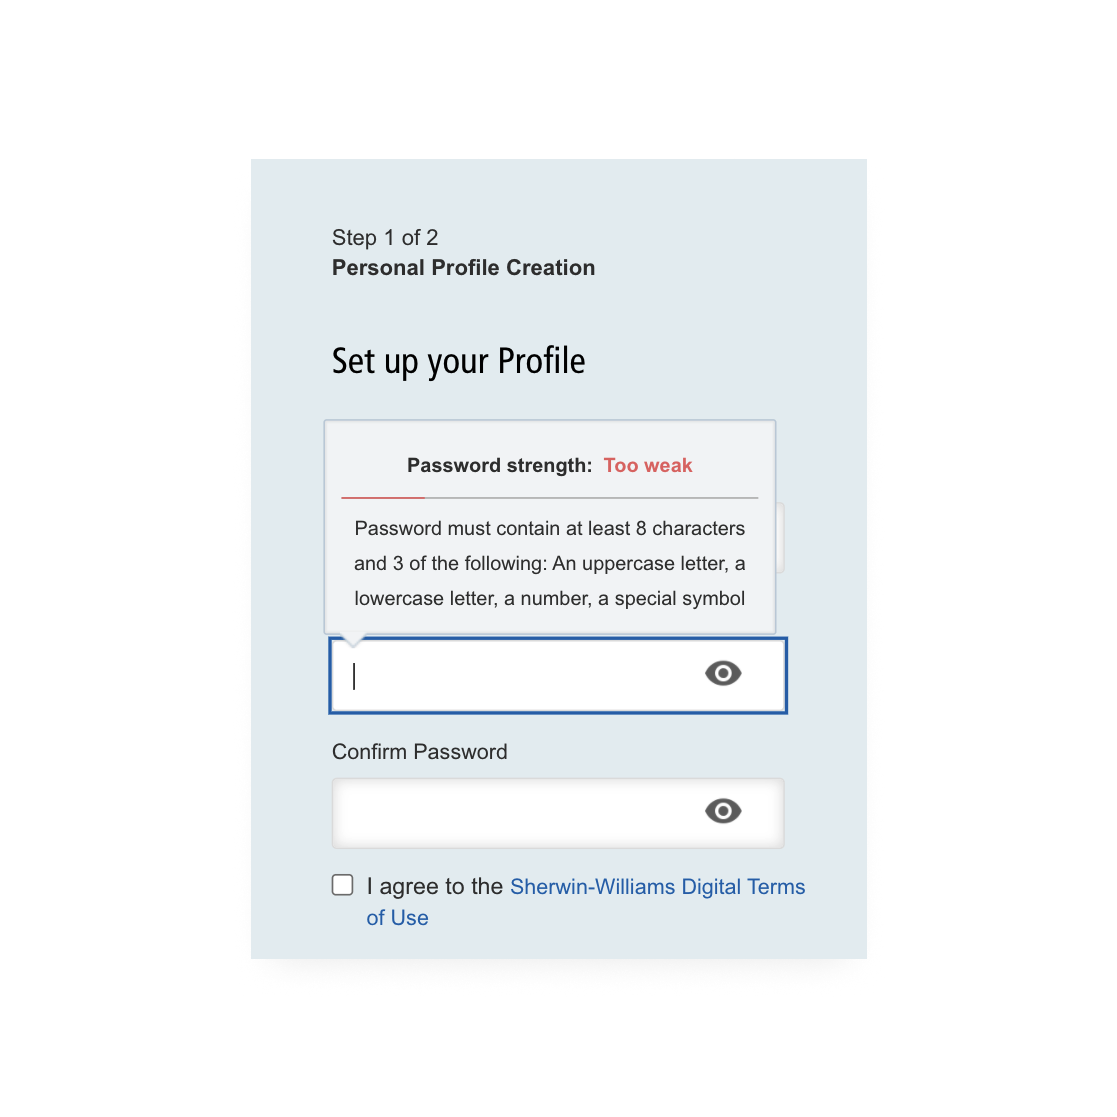 Step 1 of 2
Personal Profile Creation
Set up your Profile
Password strength: Too weak
Password must contain at least 8 characters
and 3 of the following: An uppercase letter, a
lowercase letter, a number, a special symbol
Confirm Password
I agree to the Sherwin-Williams Digital Terms
of Use